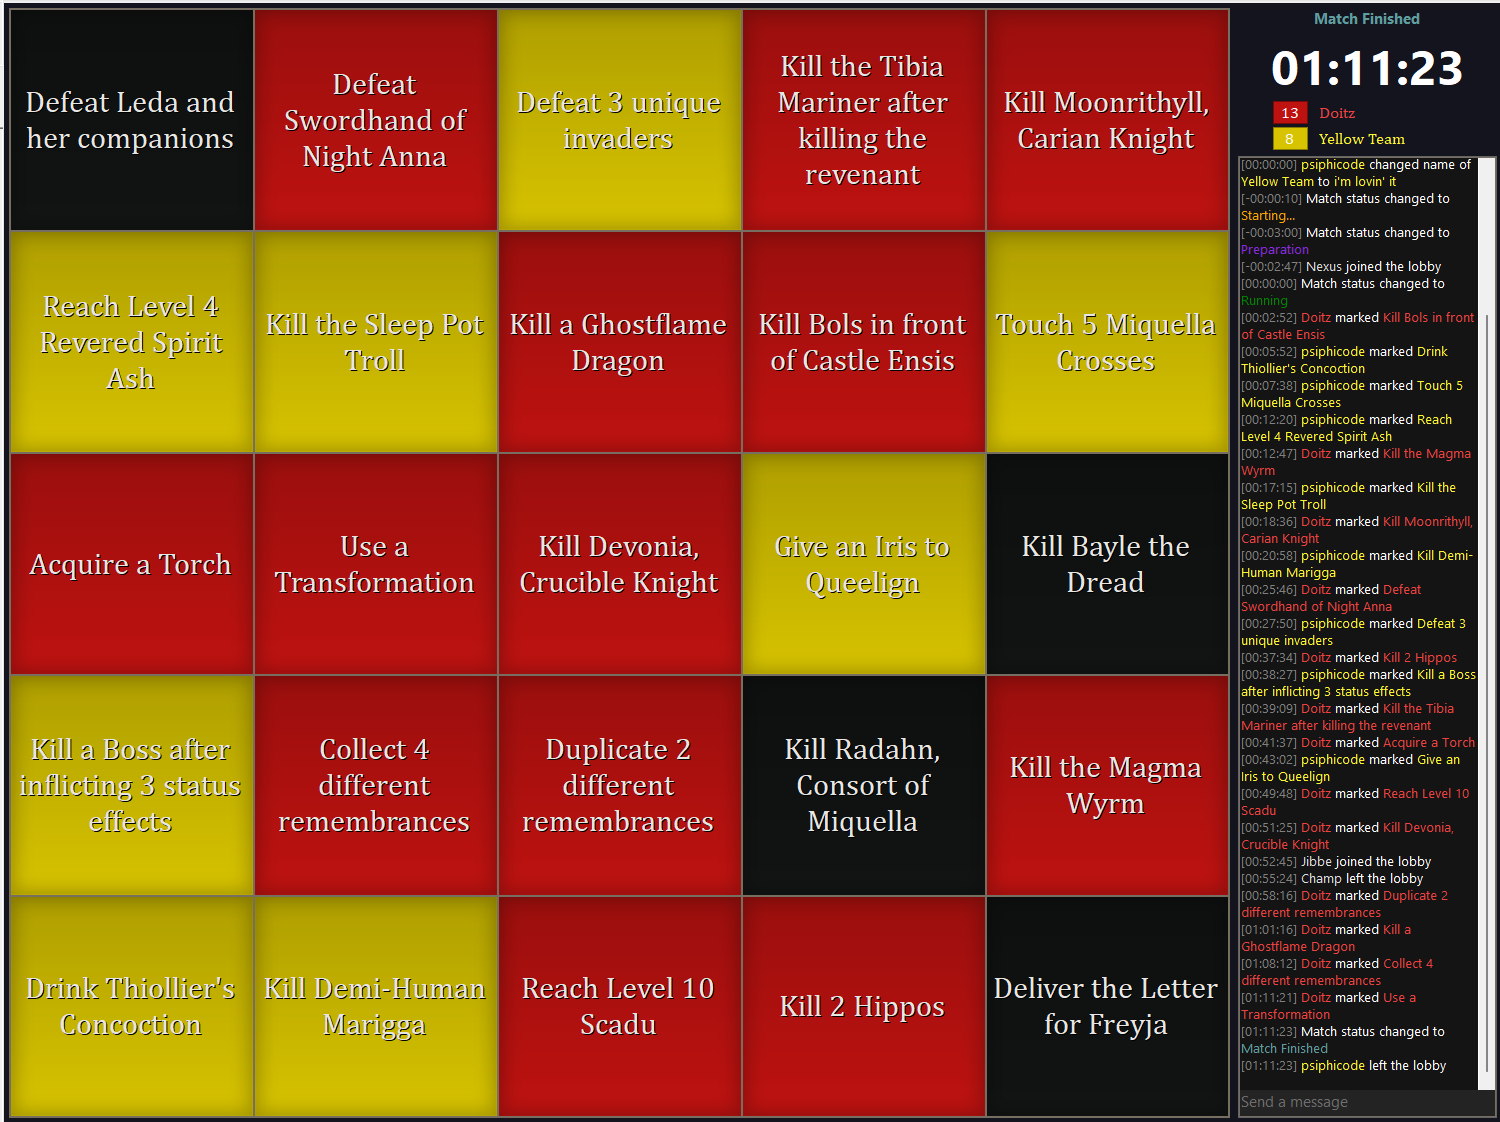 Defeat Leda and
her companions
Defeat
Swordhand of
Night Anna
Defeat 3 unique
invaders
Kill the Tibia
Mariner after
killing the
revenant
Kill Moonrithyll,
Carian Knight
Reach Level 4
Revered Spirit
Ash
Kill the Sleep Pot
Troll
Kill a Ghostflame
Dragon
Kill Bols in front
of Castle Ensis
Touch 5 Miquella
Crosses
Acquire a Torch
Use a
Transformation
Kill Devonia,
Crucible Knight
Give an Iris to
Queelign
Kill Bayle the
Dread
Kill a Boss after
inflicting 3 status
effects
Collect 4
different
remembrances
Duplicate 2
different
remembrances
Kill Radahn,
Consort of
Miquella
Kill the Magma
Wyrm
Drink Thiollier's
Concoction
Kill Demi-Human
Marigga
Reach Level 10
Scadu
Kill 2 Hippos
Deliver the Letter
for Freyja
Match Finished
01:11:23
13 Doitz
8 Yellow Team
[00:00:00] psiphicode changed name of
Yellow Team to i'm lovin' it
[-00:00:10] Match status changed to
Starting...
[-00:03:00] Match status changed to
Preparation
[-00:02:47] Nexus joined the lobby
[00:00:00] Match status changed to
Running
[00:02:52] Doitz marked Kill Bols in front
of Castle Ensis
[00:05:52] psiphicode marked Drink
Thiollier's Concoction
[00:07:38] psiphicode marked Touch 5
Miquella Crosses
[00:12:20] psiphicode marked Reach
Level 4 Revered Spirit Ash
[00:12:47] Doitz marked Kill the Magma
Wyrm
[00:17:15] psiphicode marked Kill the
Sleep Pot Troll
[00:18:36] Doitz marked Kill Moonrithyll,
Carian Knight
[00:20:58] psiphicode marked Kill Demi-
Human Marigga
[00:25:46] Doitz marked Defeat
Swordhand of Night Anna
[00:27:50] psiphicode marked Defeat 3
unique invaders
[00:37:34] Doitz marked Kill 2 Hippos
[00:38:27] psiphicode marked Kill a Boss
after inflicting 3 status effects
[00:39:09] Doitz marked Kill the Tibia
Mariner after killing the revenant
[00:41:37] Doitz marked Acquire a Torch
[00:43:02] psiphicode marked Give an
Iris to Queelign
[00:49:48] Doitz marked Reach Level 10
Scadu
[00:51:25] Doitz marked Kill Devonia,
Crucible Knight
[00:52:45] Jibbe joined the lobby
[00:55:24] Champ left the lobby
[00:58:16] Doitz marked Duplicate 2
different remembrances
[01:01:16] Doitz marked Kill a
Ghostflame Dragon
[01:08:12] Doitz marked Collect 4
different remembrances
[01:11:21] Doitz marked Use a
Transformation
[01:11:23] Match status changed to
Match Finished
[01:11:23] psiphicode left the lobby
Send a message